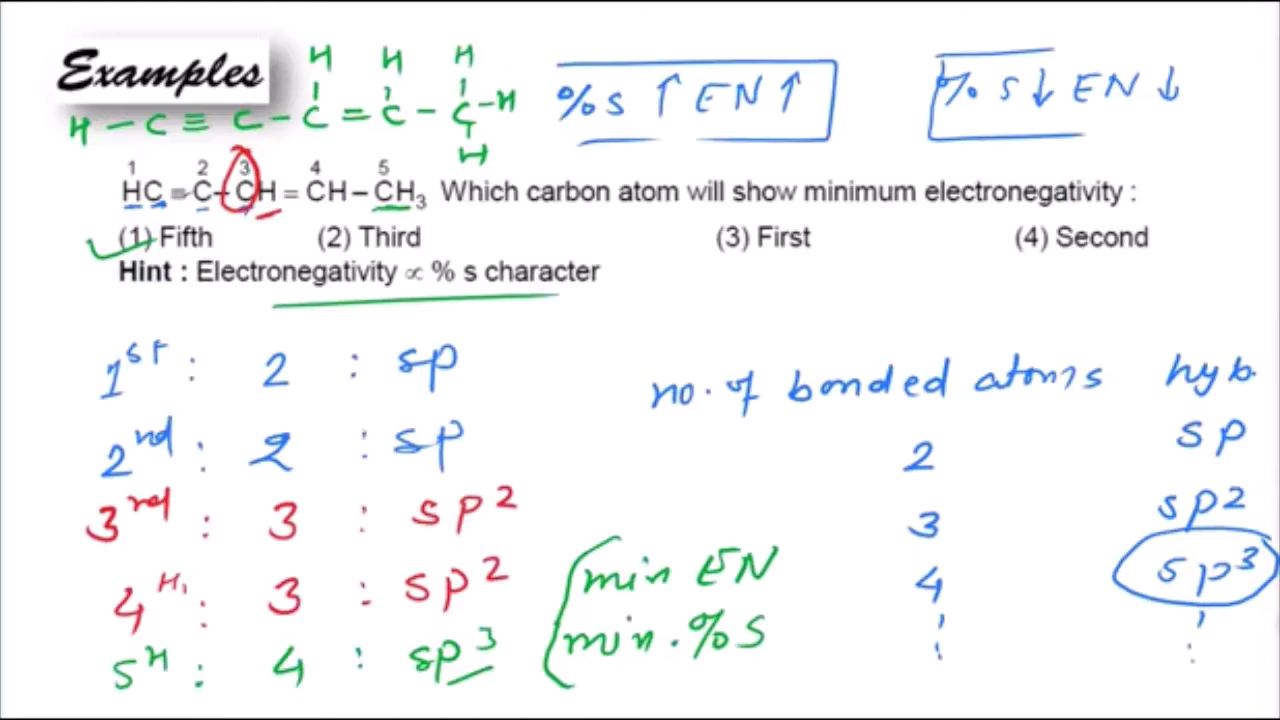 Examples
H H H
H - C ≡ C - C = C - C - H
H
%S ↑ EN ↑
%S ↓ EN ↓
1 2 3 4 5
HC ≡ C - CH = CH - CH₃ Which carbon atom will show minimum electronegativity :
(1) Fifth (2) Third (3) First (4) Second
Hint : Electronegativity ∝ % s character
1st : 2 : sp
2nd : 2 : sp
3rd : 3 : sp2
4th : 3 : sp2
5th : 4 : sp3
min EN
min. %S
no. of bonded atoms hyb.
2 sp
3 sp2
4 sp3